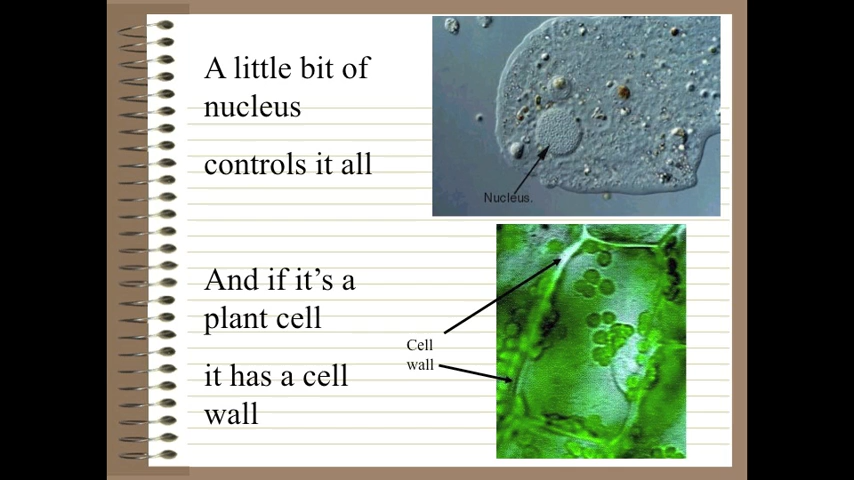 A little bit of
nucleus
controls it all
Nucleus.
And if it’s a
plant cell
it has a cell
wall
Cell
wall